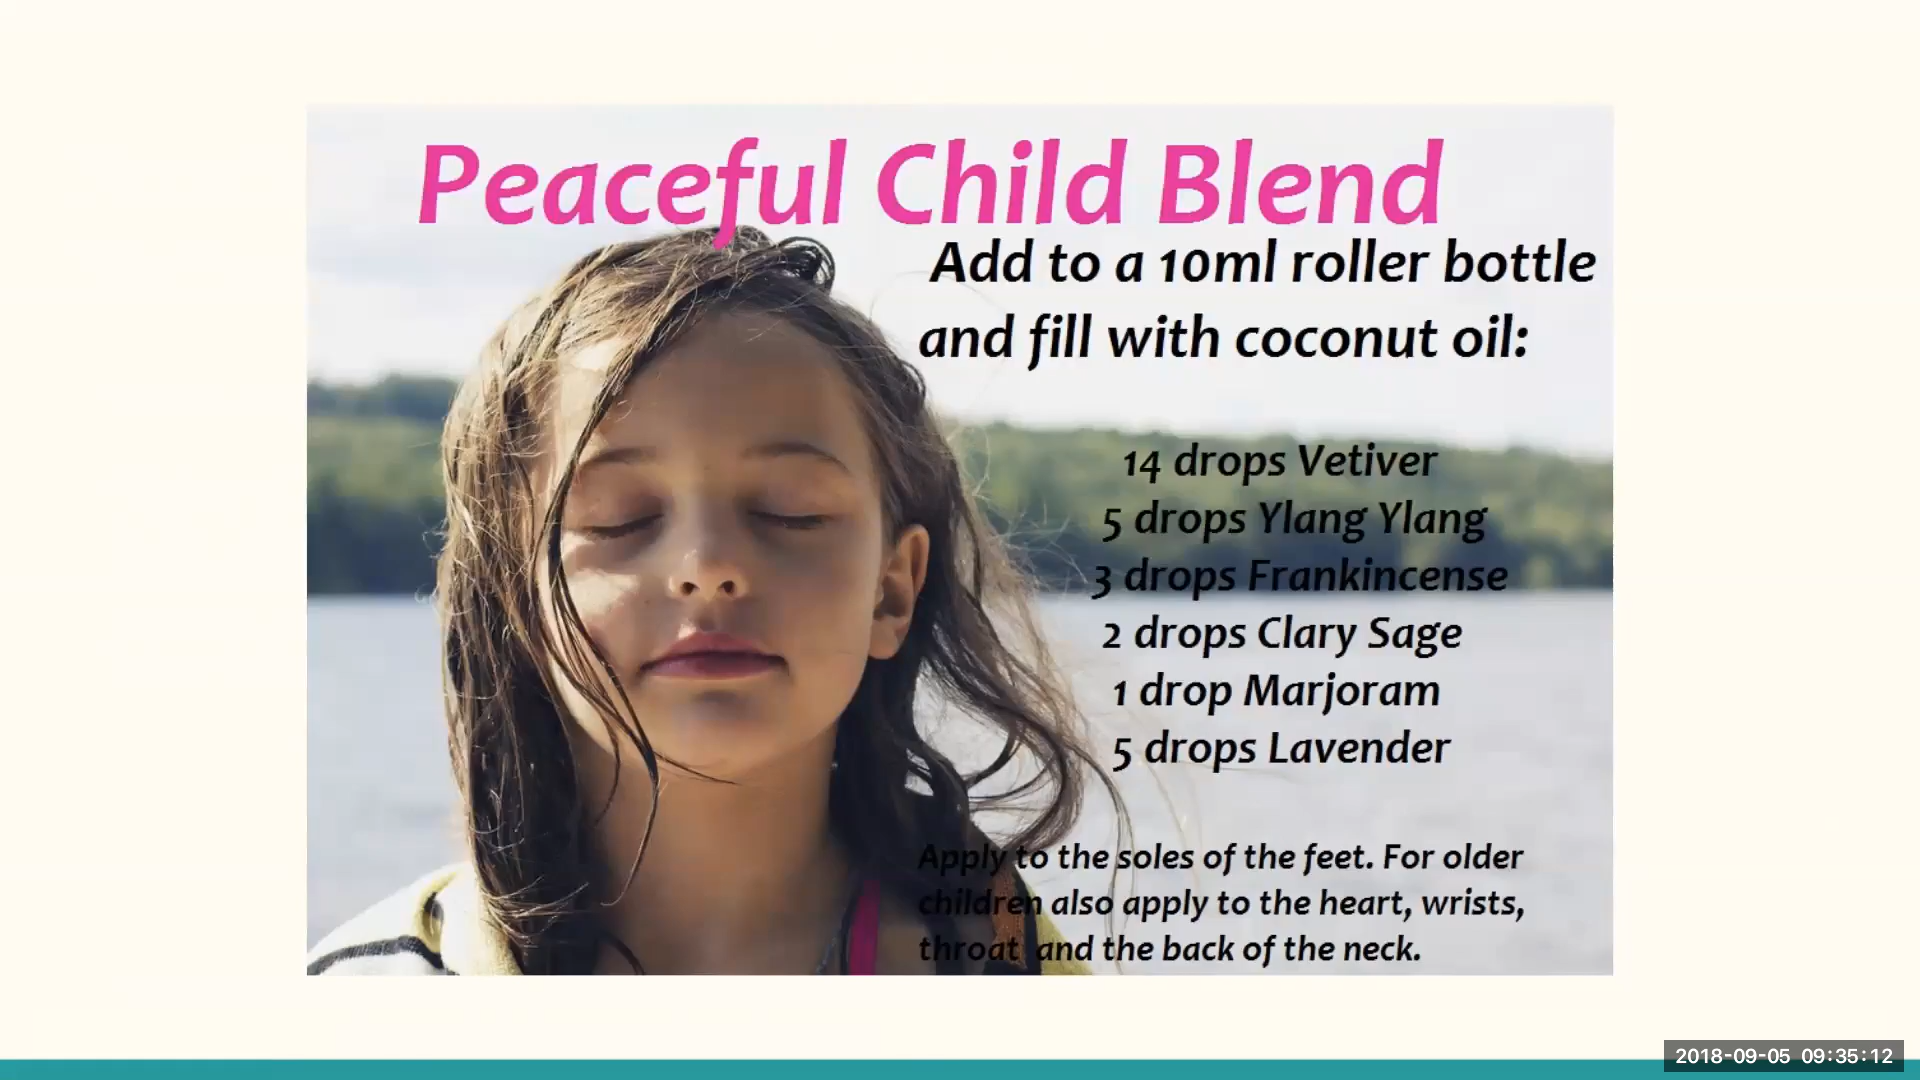 Peaceful Child Blend
Add to a 10ml roller bottle
and fill with coconut oil:
14 drops Vetiver
5 drops Ylang Ylang
3 drops Frankincense
2 drops Clary Sage
1 drop Marjoram
5 drops Lavender
Apply to the soles of the feet. For older
children also apply to the heart, wrists,
throat and the back of the neck.
2018-09-05 09:35:12